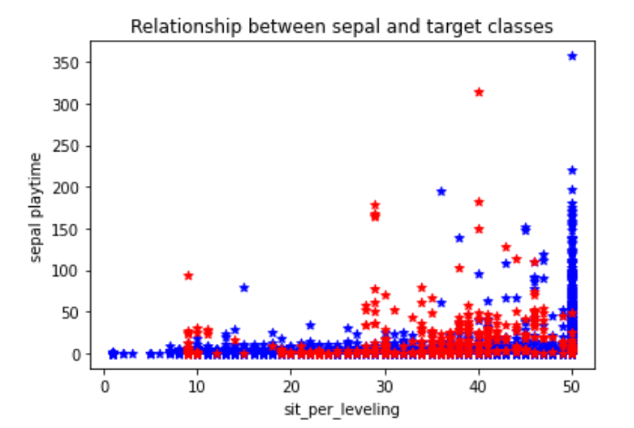 Relationship between sepal and target classes
350
300
250
200
150
100
50
0
sepal playtime
0 10 20 30 40 50
sit_per_leveling